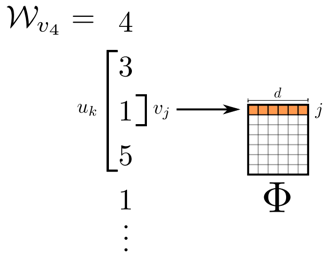 𝒲_{v_4} = 4
3
u_k 1 v_j
5
1
⋮
d
j
Φ